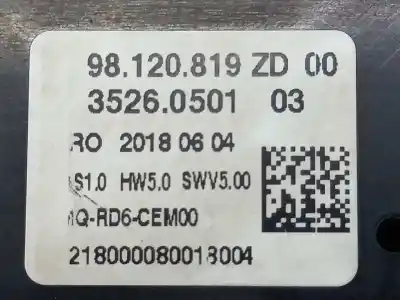 98.120.819 ZD 00
3526.0501 03
RO 2018 06 04
S1.0 HW5.0 SWV5.00
Q-RD6-CEM00
218000080018004